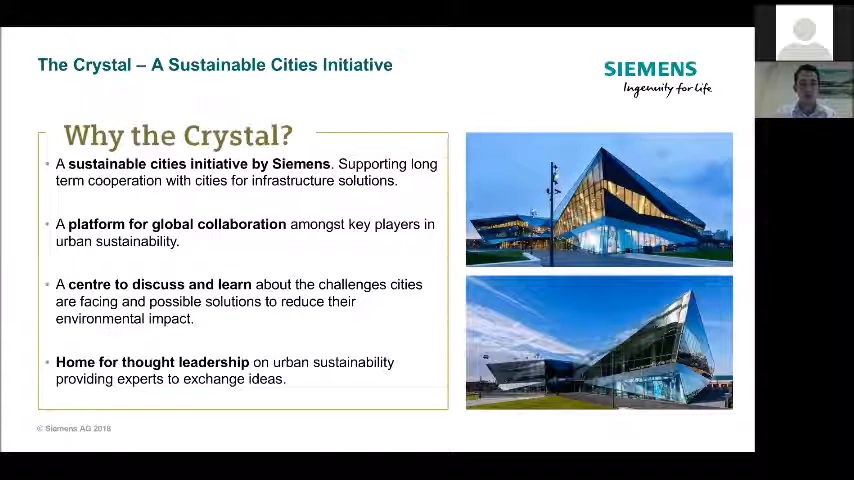 The Crystal – A Sustainable Cities Initiative
SIEMENS
Ingenuity for life
Why the Crystal?
• A sustainable cities initiative by Siemens. Supporting long
term cooperation with cities for infrastructure solutions.
• A platform for global collaboration amongst key players in
urban sustainability.
• A centre to discuss and learn about the challenges cities
are facing and possible solutions to reduce their
environmental impact.
• Home for thought leadership on urban sustainability
providing experts to exchange ideas.
© Siemens AG 2018